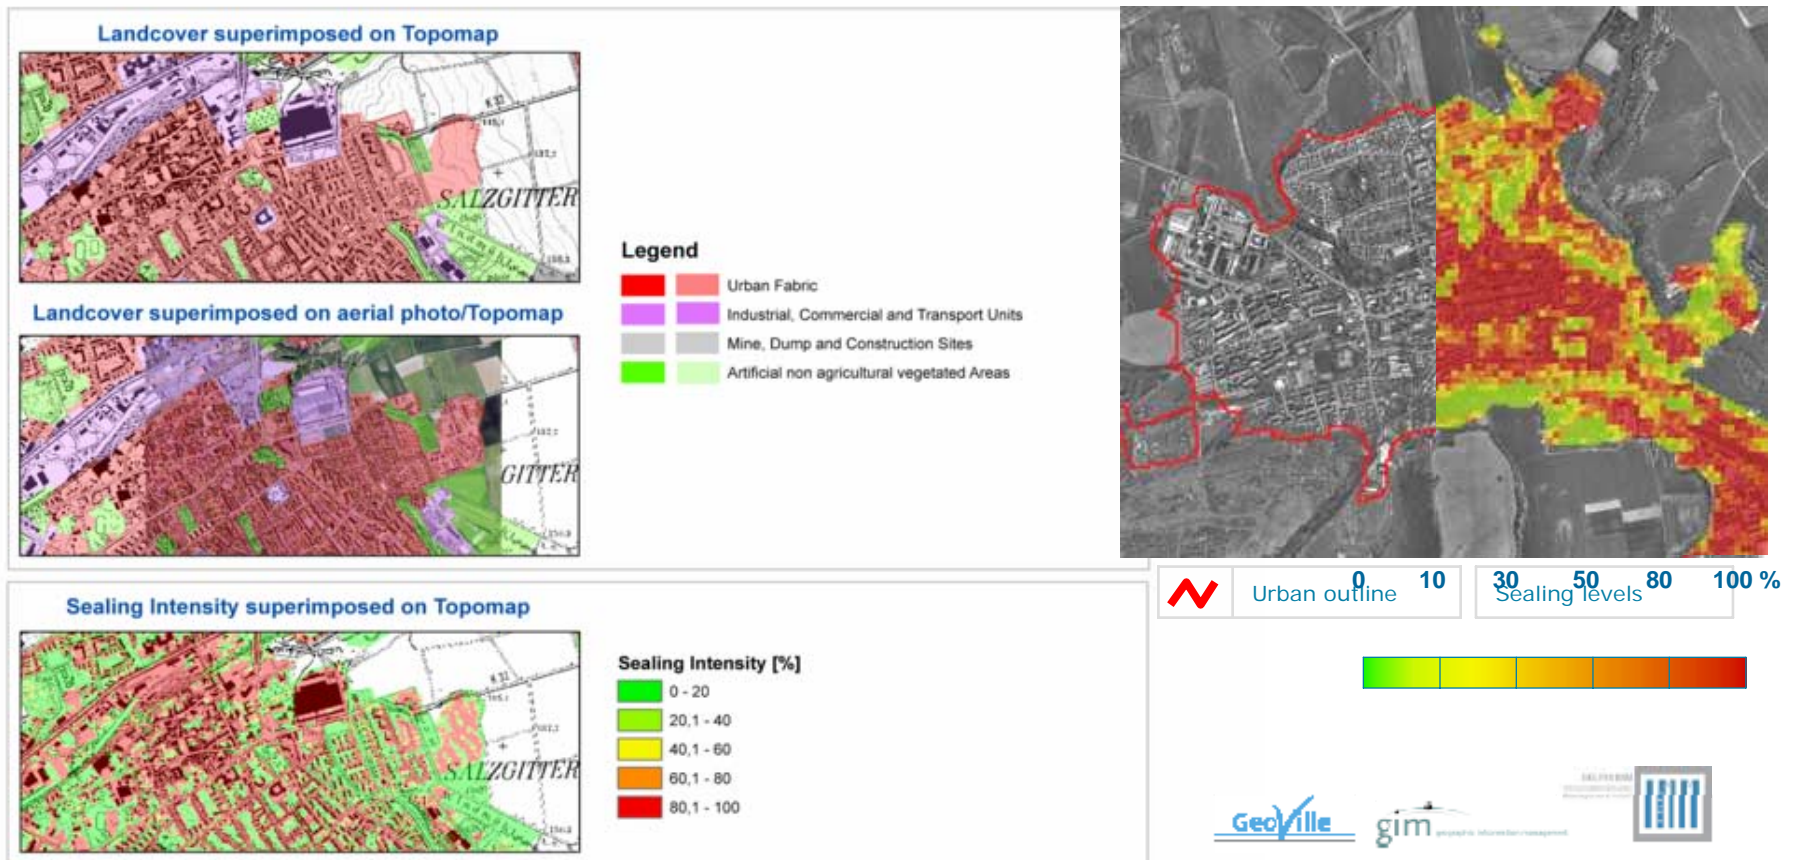 Landcover superimposed on Topomap
SALZGITTER
Landcover superimposed on aerial photo/Topomap
GITTER
Legend
Urban Fabric
Industrial, Commercial and Transport Units
Mine, Dump and Construction Sites
Artificial non agricultural vegetated Areas
Sealing Intensity superimposed on Topomap
SALZGITTER
Sealing Intensity [%]
0 - 20
20,1 - 40
40,1 - 60
60,1 - 80
80,1 - 100
0 10 30 50 80 100 %
Urban outline
Sealing levels
GeoVille
gim geographic information management